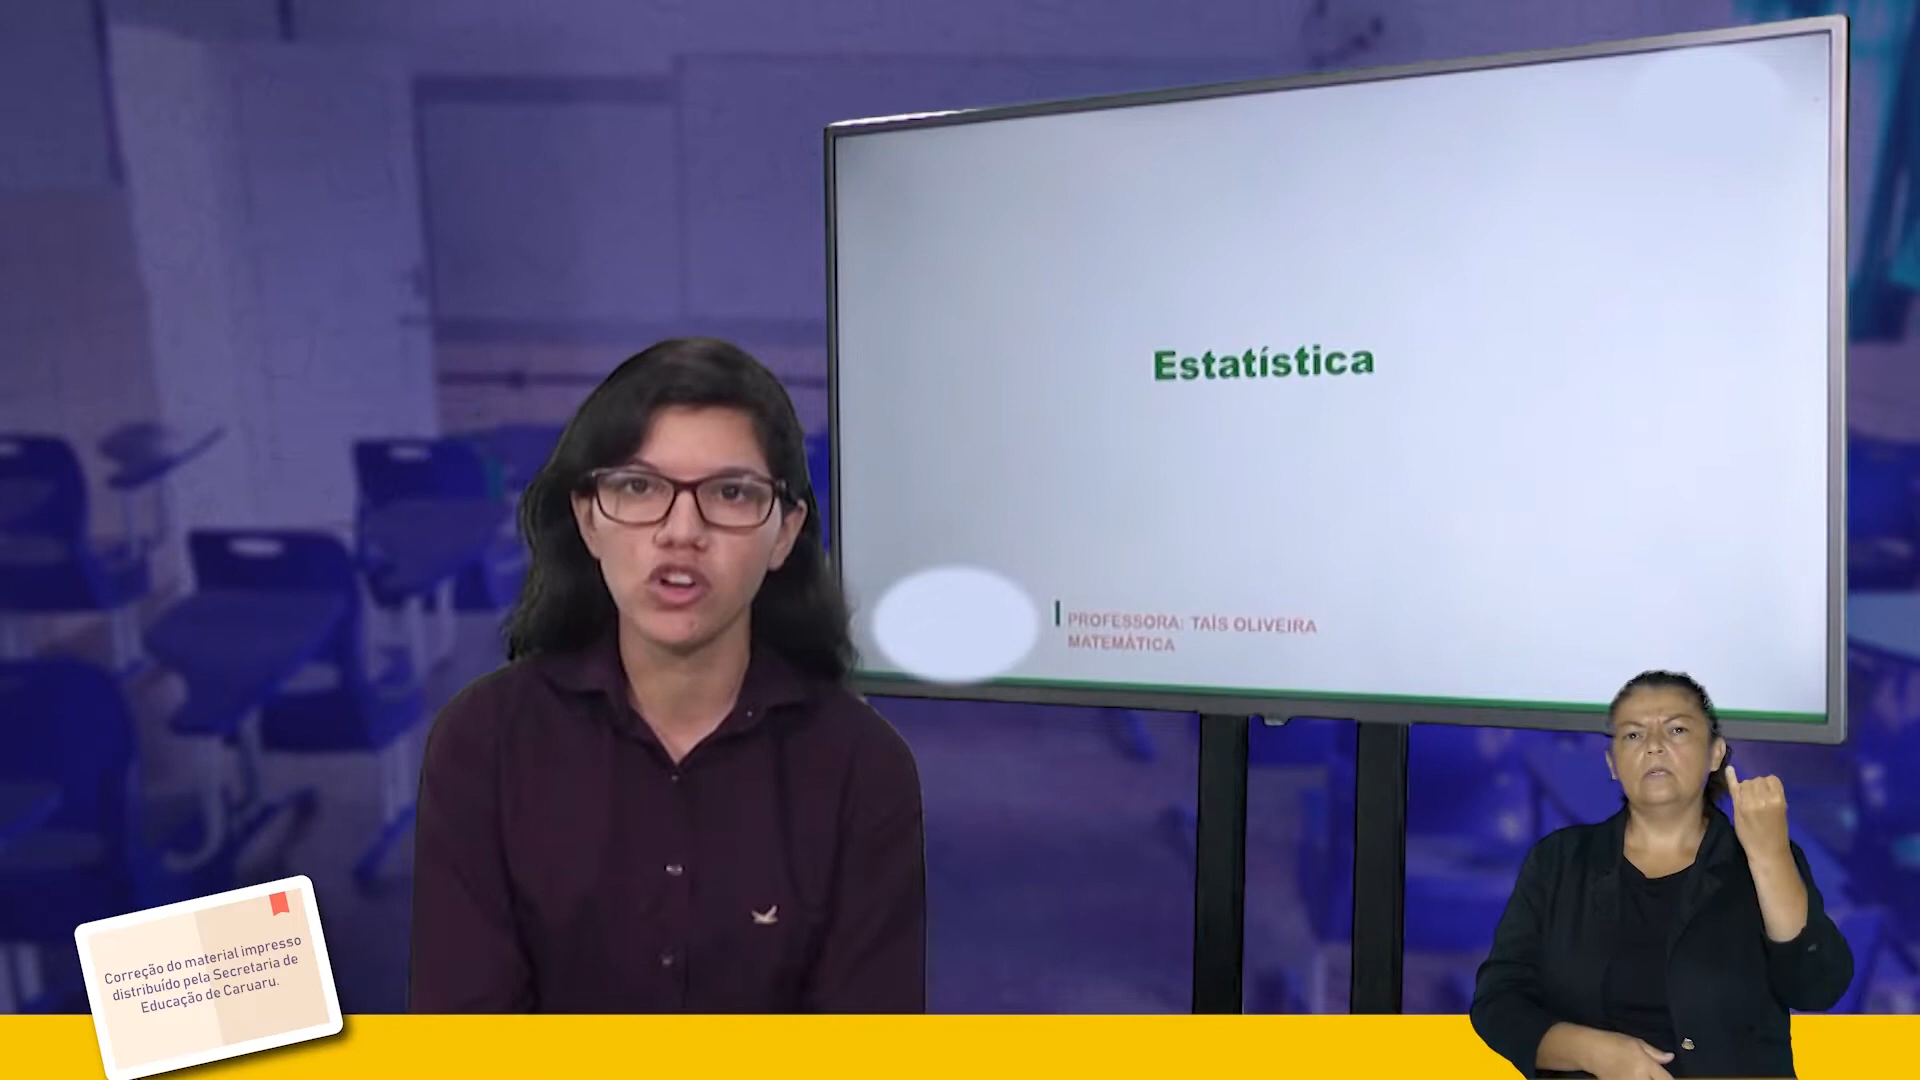 Estatística
PROFESSORA: TAÍS OLIVEIRA
MATEMÁTICA
Correção do material impresso
distribuído pela Secretaria de
Educação de Caruaru.